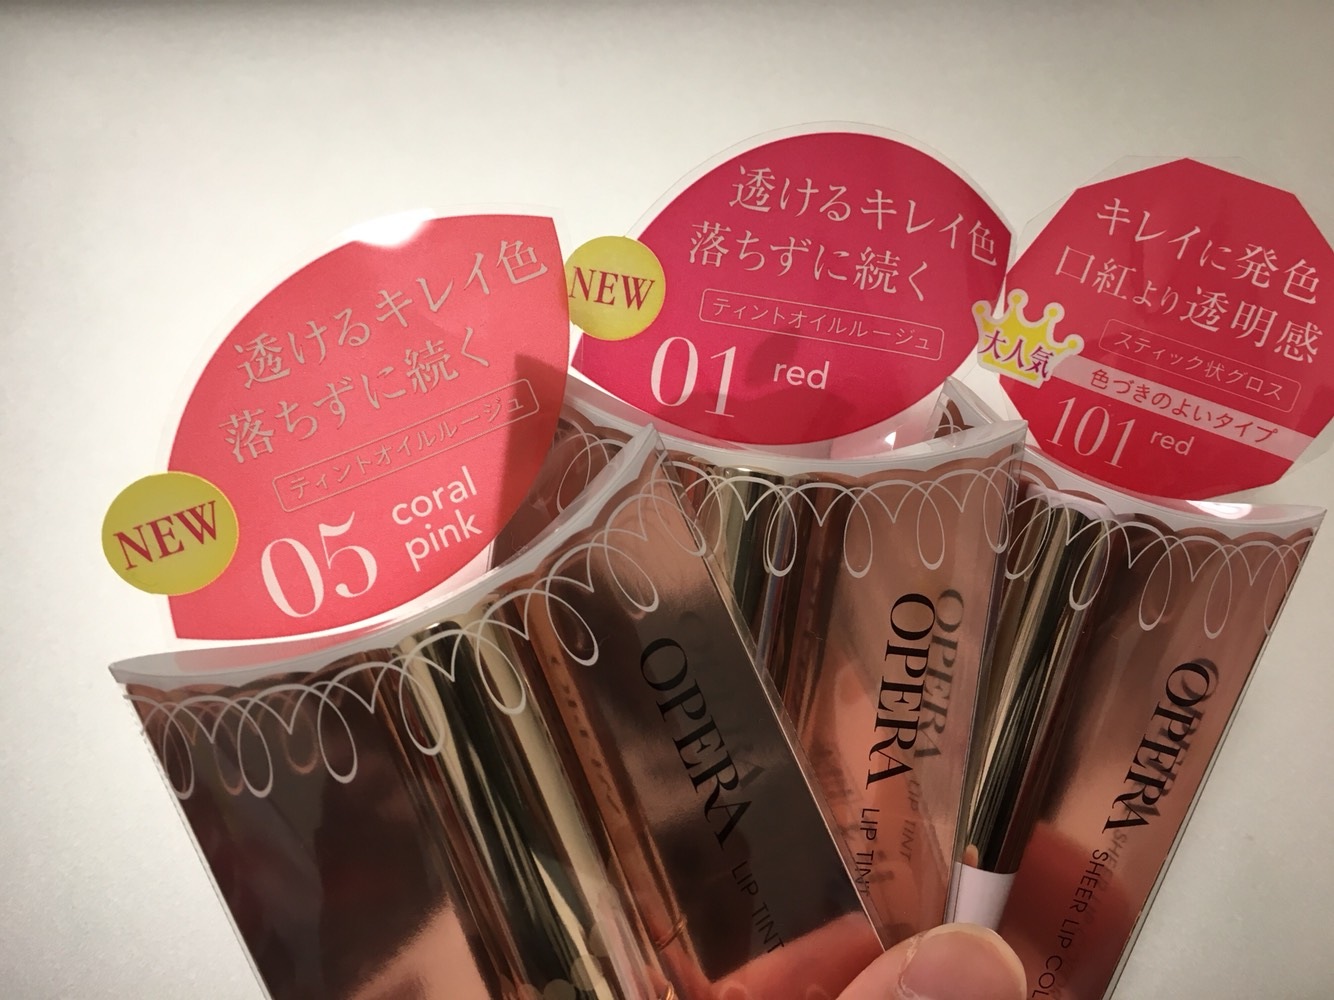 透けるキレイ色
落ちずに続く
ティントオイルルージュ
05 coral
pink
NEW
OPERA LIP TINT
透けるキレイ色
落ちずに続く
ティントオイルルージュ
01 red
NEW
OPERA LIP TINT
キレイに発色
口紅より透明感
スティック状グロス
大人気
色づきのよいタイプ
101 red
OPERA SHEER LIP